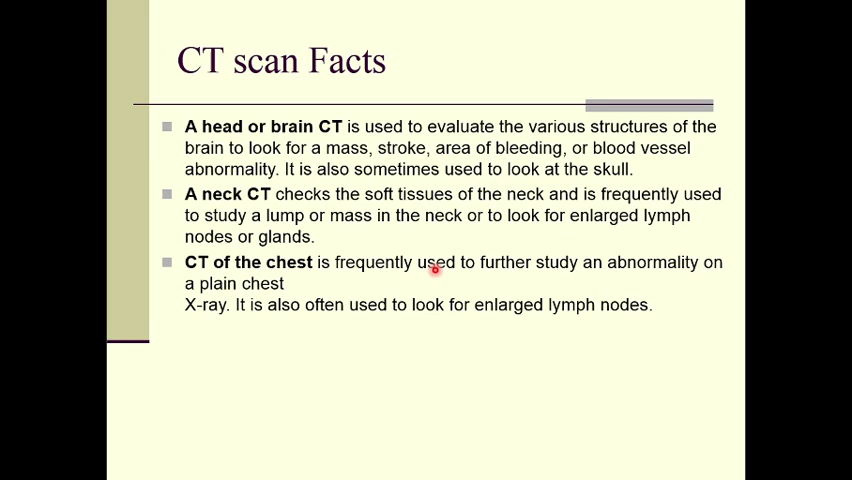 CT scan Facts
A head or brain CT is used to evaluate the various structures of the
brain to look for a mass, stroke, area of bleeding, or blood vessel
abnormality. It is also sometimes used to look at the skull.
A neck CT checks the soft tissues of the neck and is frequently used
to study a lump or mass in the neck or to look for enlarged lymph
nodes or glands.
CT of the chest is frequently used to further study an abnormality on
a plain chest
X-ray. It is also often used to look for enlarged lymph nodes.